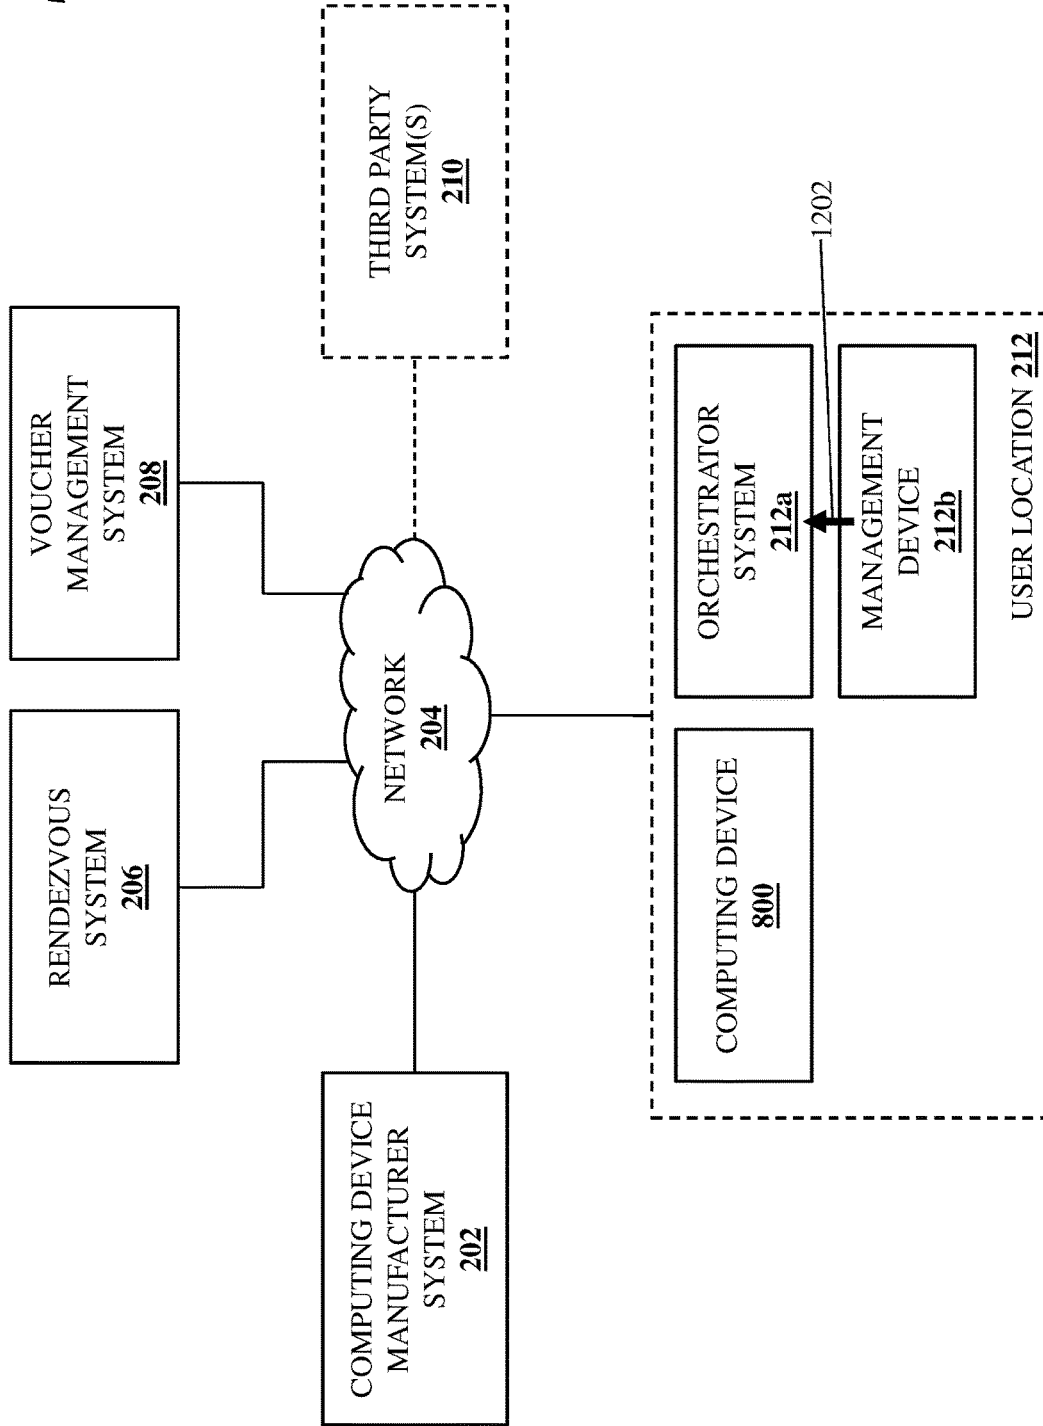 VOUCHER
MANAGEMENT
SYSTEM
208
RENDEZVOUS
SYSTEM
206
THIRD PARTY
SYSTEM(S)
210
NETWORK
204
COMPUTING DEVICE
MANUFACTURER
SYSTEM
202
ORCHESTRATOR
SYSTEM
212a
1202
MANAGEMENT
DEVICE
212b
COMPUTING DEVICE
800
USER LOCATION 212